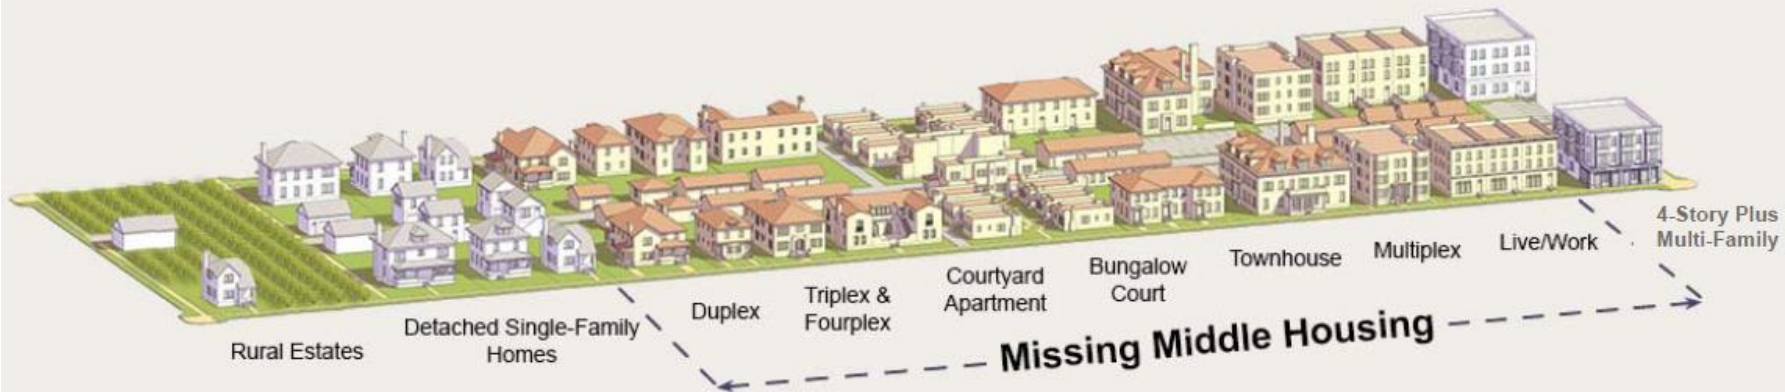 Rural Estates
Detached Single-Family
Homes
Duplex
Triplex &
Fourplex
Courtyard
Apartment
Bungalow
Court
Townhouse
Multiplex
Live/Work
4-Story Plus
Multi-Family
Missing Middle Housing